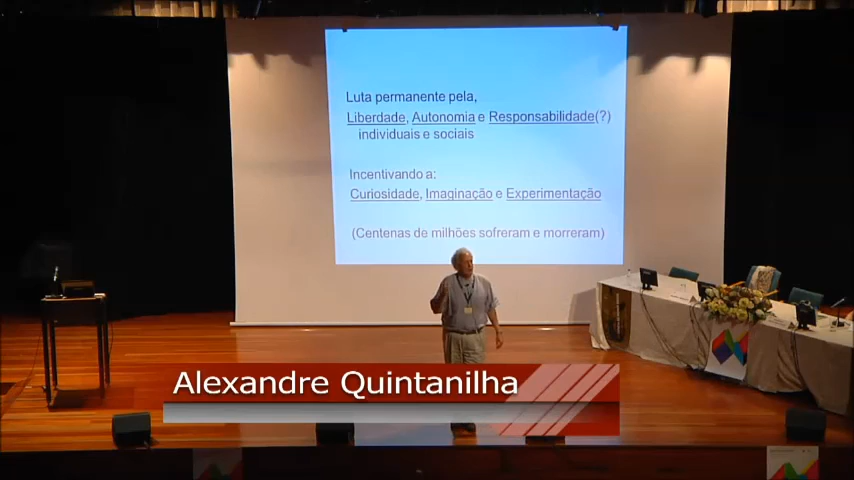 Luta permanente pela,
Liberdade, Autonomia e Responsabilidade(?)
individuais e sociais
Incentivando a:
Curiosidade, Imaginação e Experimentação
(Centenas de milhões sofreram e morreram)
Alexandre Quintanilha